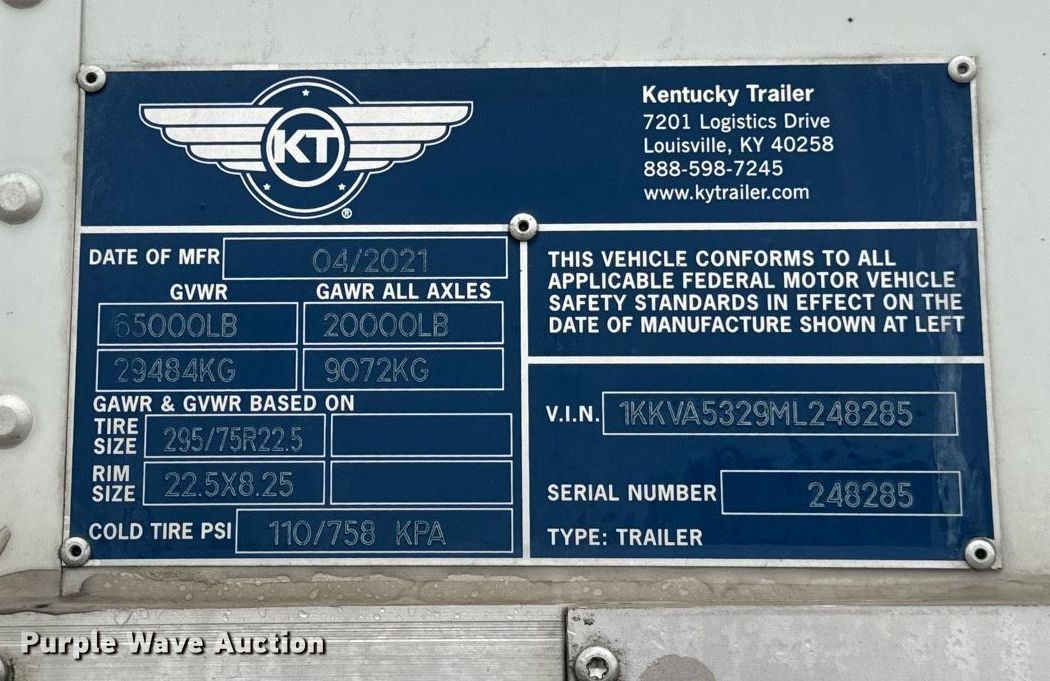 KT
®
Kentucky Trailer
7201 Logistics Drive
Louisville, KY 40258
888-598-7245
www.kytrailer.com
DATE OF MFR 04/2021
GVWR GAWR ALL AXLES
65000LB 20000LB
29484KG 9072KG
GAWR & GVWR BASED ON
TIRE SIZE 295/75R22.5
RIM SIZE 22.5X8.25
COLD TIRE PSI 110/758 KPA
THIS VEHICLE CONFORMS TO ALL
APPLICABLE FEDERAL MOTOR VEHICLE
SAFETY STANDARDS IN EFFECT ON THE
DATE OF MANUFACTURE SHOWN AT LEFT
V.I.N. 1KKVA5329ML248285
SERIAL NUMBER 248285
TYPE: TRAILER
Purple Wave Auction